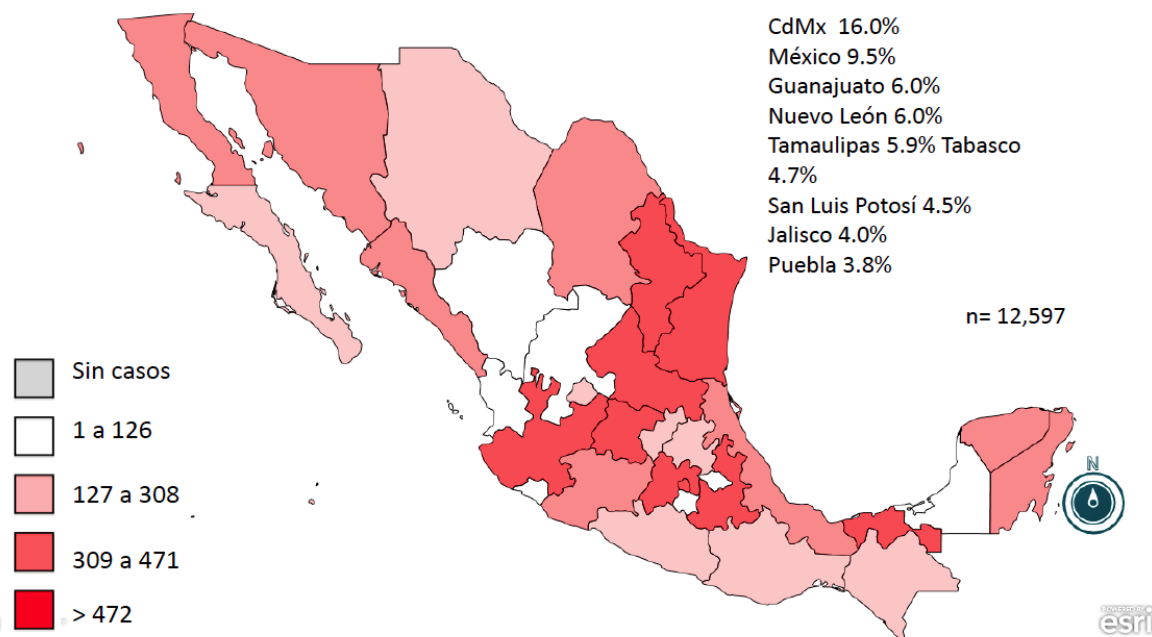 CdMx 16.0%
México 9.5%
Guanajuato 6.0%
Nuevo León 6.0%
Tamaulipas 5.9% Tabasco
4.7%
San Luis Potosí 4.5%
Jalisco 4.0%
Puebla 3.8%
n= 12,597
Sin casos
1 a 126
127 a 308
309 a 471
> 472
N
POWERED BY
esri